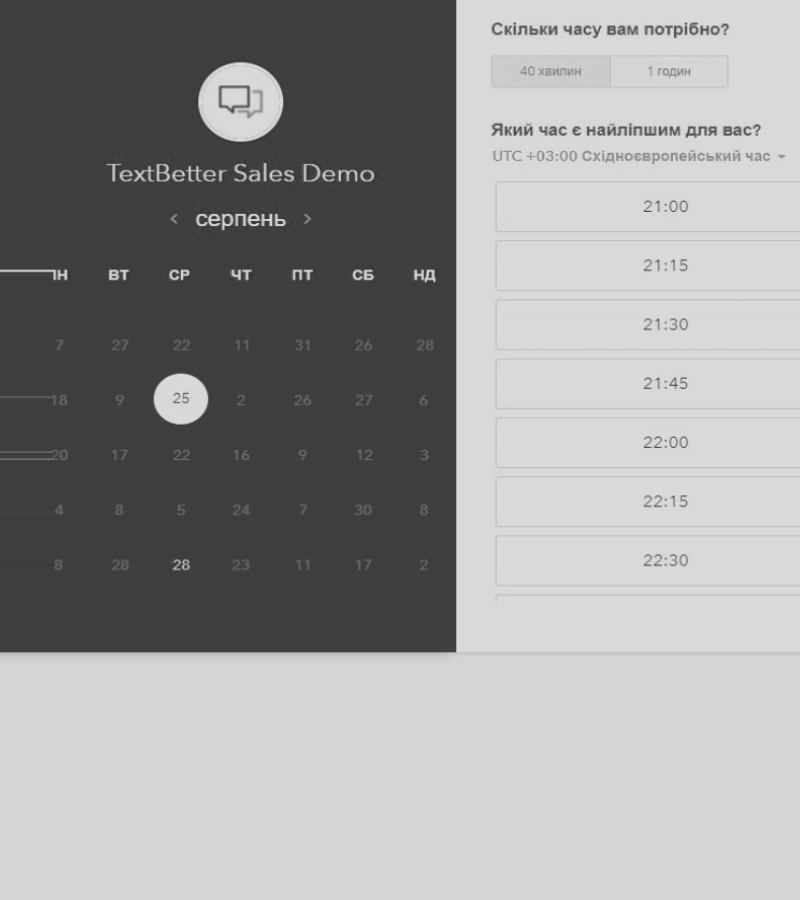 TextBetter Sales Demo
серпень
ВТ СР ЧТ ПТ СБ НД
7 27 22 11 31 26 28
18 9 25 2 26 27 6
20 17 22 16 9 12 3
4 8 5 24 7 30 8
8 28 28 23 11 17 2
Скільки часу вам потрібно?
40 хвилин 1 годин
Який час є найліпшим для вас?
UTC +03:00 Східноєвропейський час
21:00
21:15
21:30
21:45
22:00
22:15
22:30